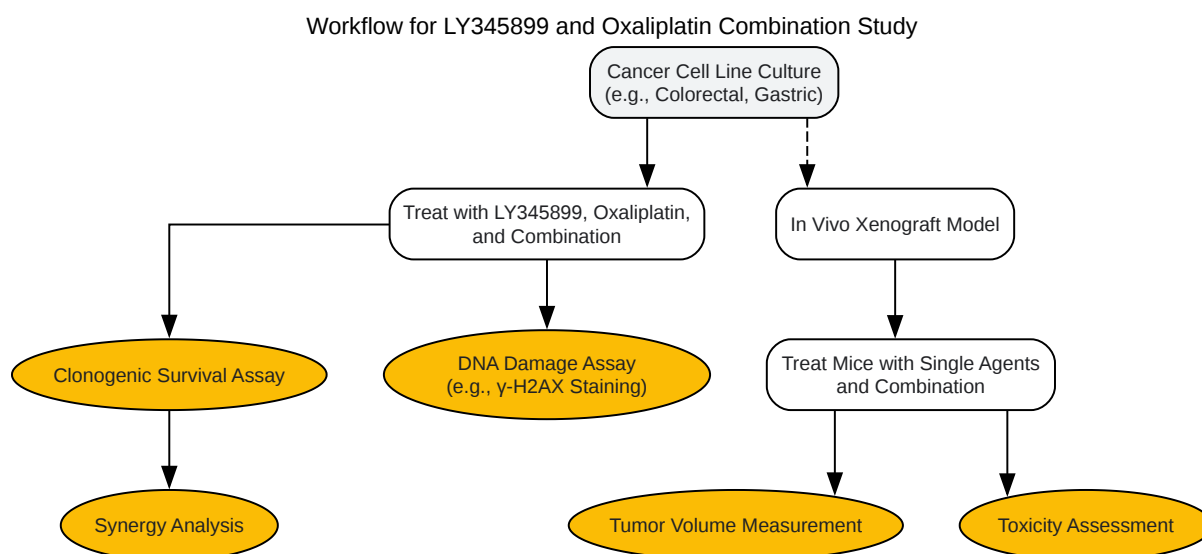 Workflow for LY345899 and Oxaliplatin Combination Study
Cancer Cell Line Culture
(e.g., Colorectal, Gastric)
Treat with LY345899, Oxaliplatin,
and Combination
In Vivo Xenograft Model
Clonogenic Survival Assay
DNA Damage Assay
(e.g., γ-H2AX Staining)
Treat Mice with Single Agents
and Combination
Synergy Analysis
Tumor Volume Measurement
Toxicity Assessment